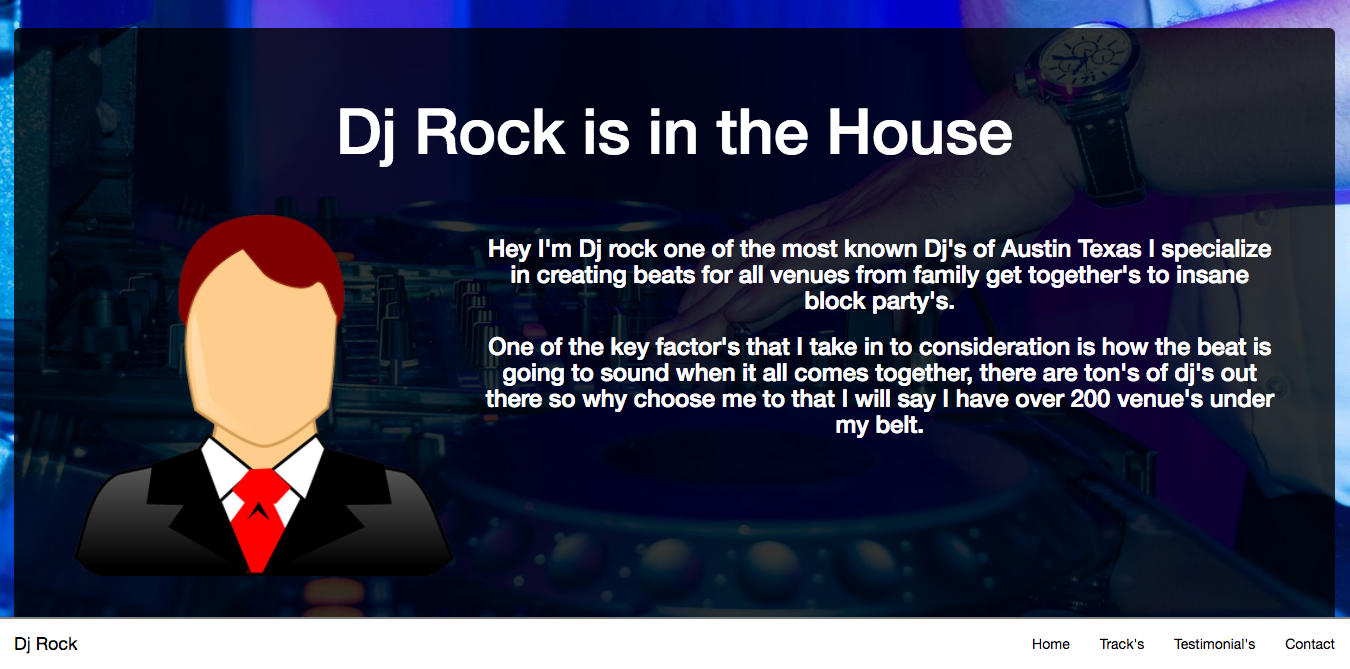 Dj Rock is in the House
Hey I'm Dj rock one of the most known Dj's of Austin Texas I specialize
in creating beats for all venues from family get together's to insane
block party's.
One of the key factor's that I take in to consideration is how the beat is
going to sound when it all comes together, there are ton's of dj's out
there so why choose me to that I will say I have over 200 venue's under
my belt.
Dj Rock
Home Track's Testimonial's Contact